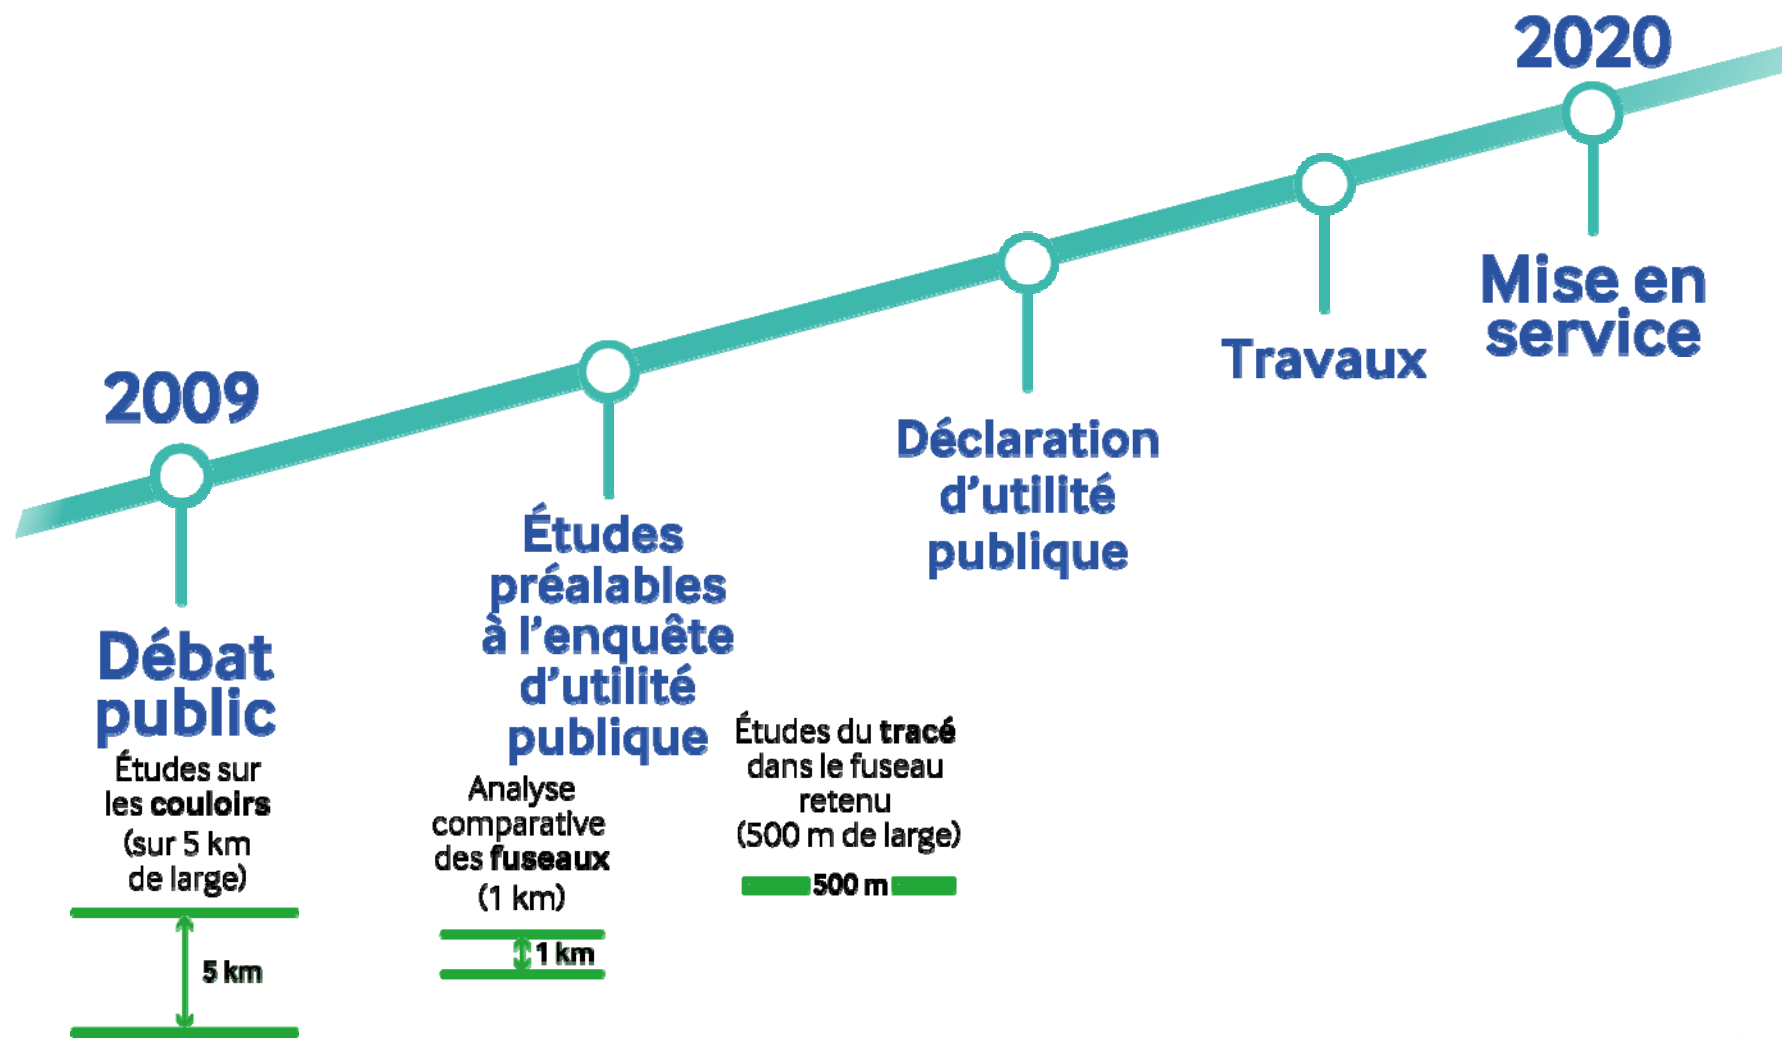 2009
Débat
public
Études sur
les couloirs
(sur 5 km
de large)
5 km
Études
préalables
à l’enquête
d’utilité
publique
Analyse
comparative
des fuseaux
(1 km)
1 km
Études du tracé
dans le fuseau
retenu
(500 m de large)
500 m
Déclaration
d’utilité
publique
Travaux
2020
Mise en
service